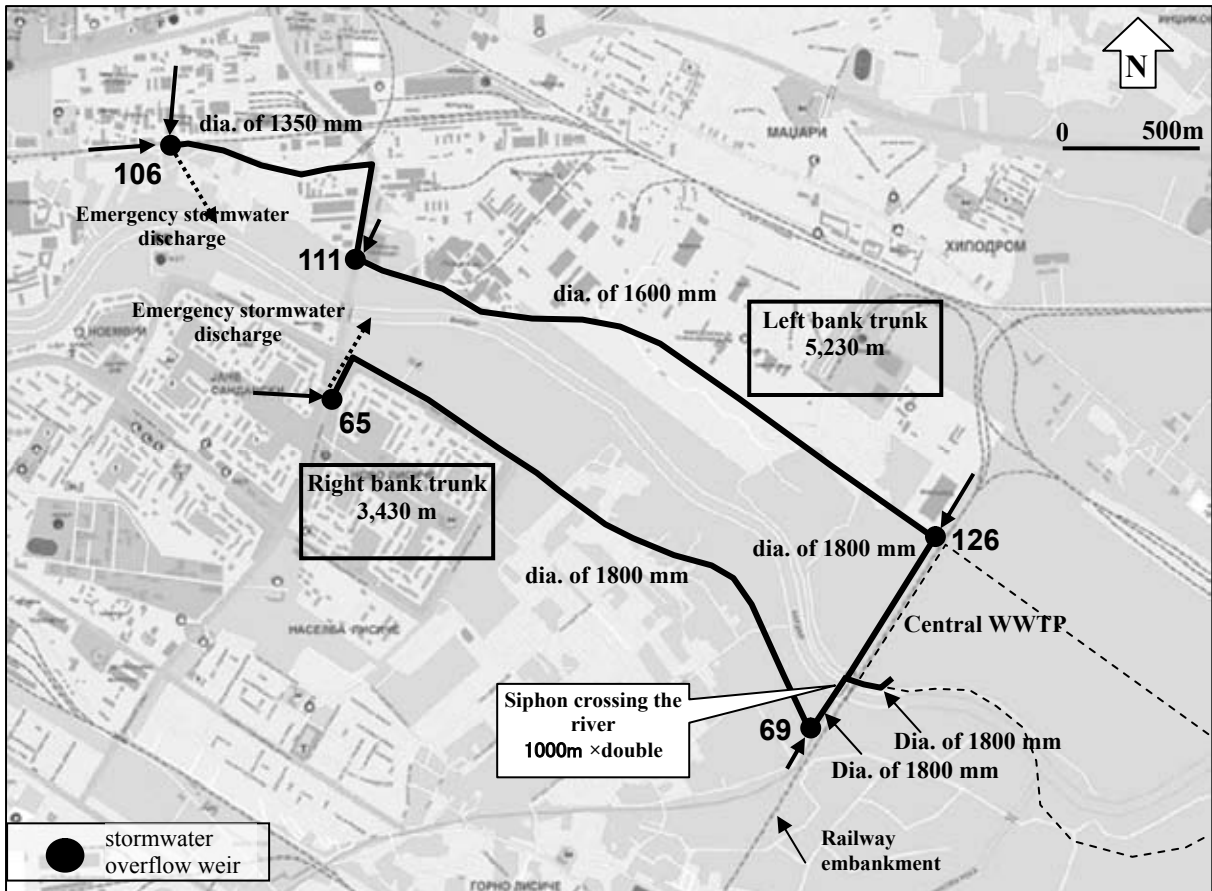 N
0 500m
dia. of 1350 mm
МАЏАРИ
106
Emergency stormwater
discharge
ХИПОДРОМ
111
dia. of 1600 mm
Emergency stormwater
discharge
Left bank trunk
5,230 m
65
Right bank trunk
3,430 m
126
dia. of 1800 mm
dia. of 1800 mm
НАСЕЛБА ЛИСИЧЕ
Central WWTP
Siphon crossing the
river
1000m ×double
69
Dia. of 1800 mm
Dia. of 1800 mm
Railway
embankment
stormwater
overflow weir
ГОРНО ЛИСИЧЕ